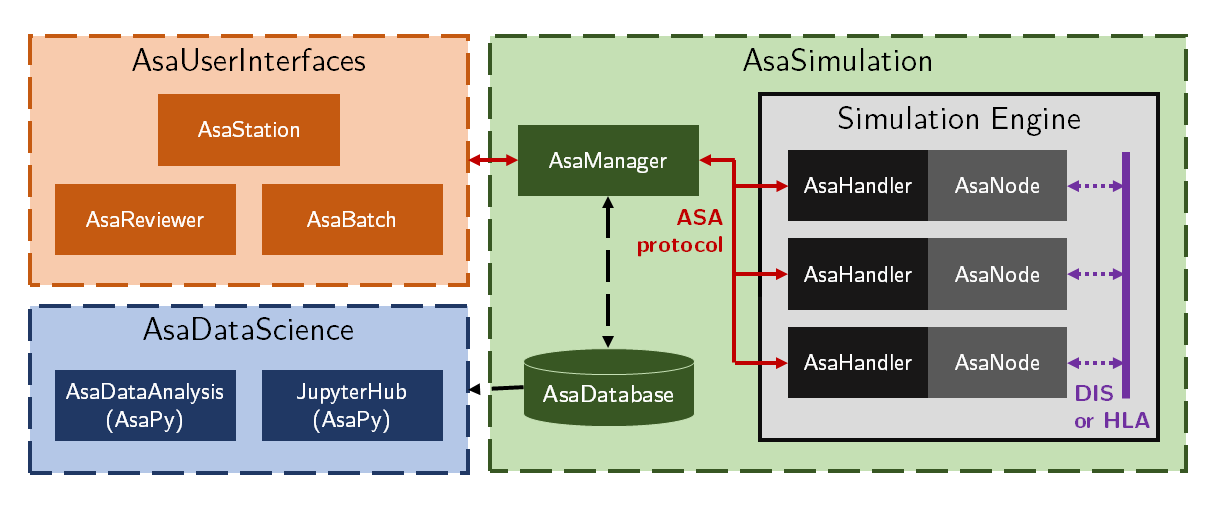 AsaUserInterfaces
AsaStation
AsaReviewer
AsaBatch
AsaDataScience
AsaDataAnalysis
(AsaPy)
JupyterHub
(AsaPy)
AsaSimulation
AsaManager
ASA
protocol
AsaDatabase
Simulation Engine
AsaHandler
AsaNode
AsaHandler
AsaNode
AsaHandler
AsaNode
DIS
or HLA